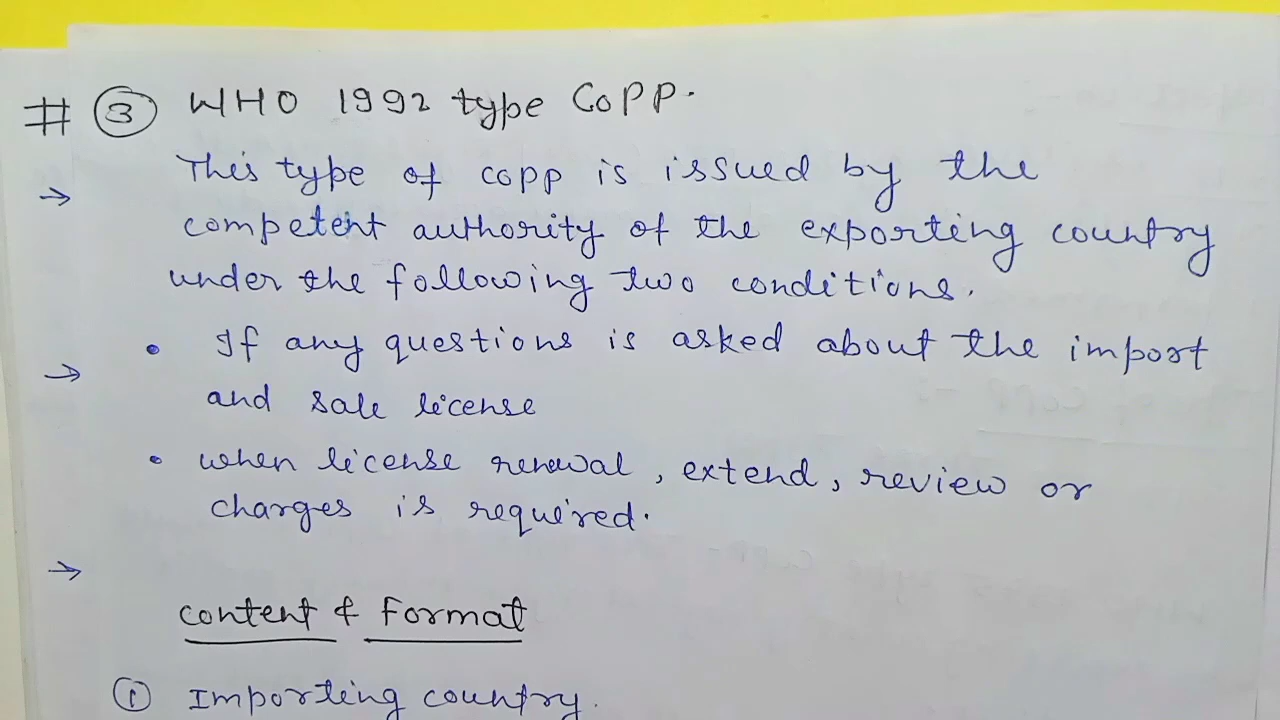 # ③ WHO 1992 type CoPP.
→ This type of copp is issued by the
competent authority of the exporting country
under the following two conditions.
• If any questions is asked about the import
→ and sale license
• when license renewal, extend, review or
charges is required.
→
content & Format
① Importing country.